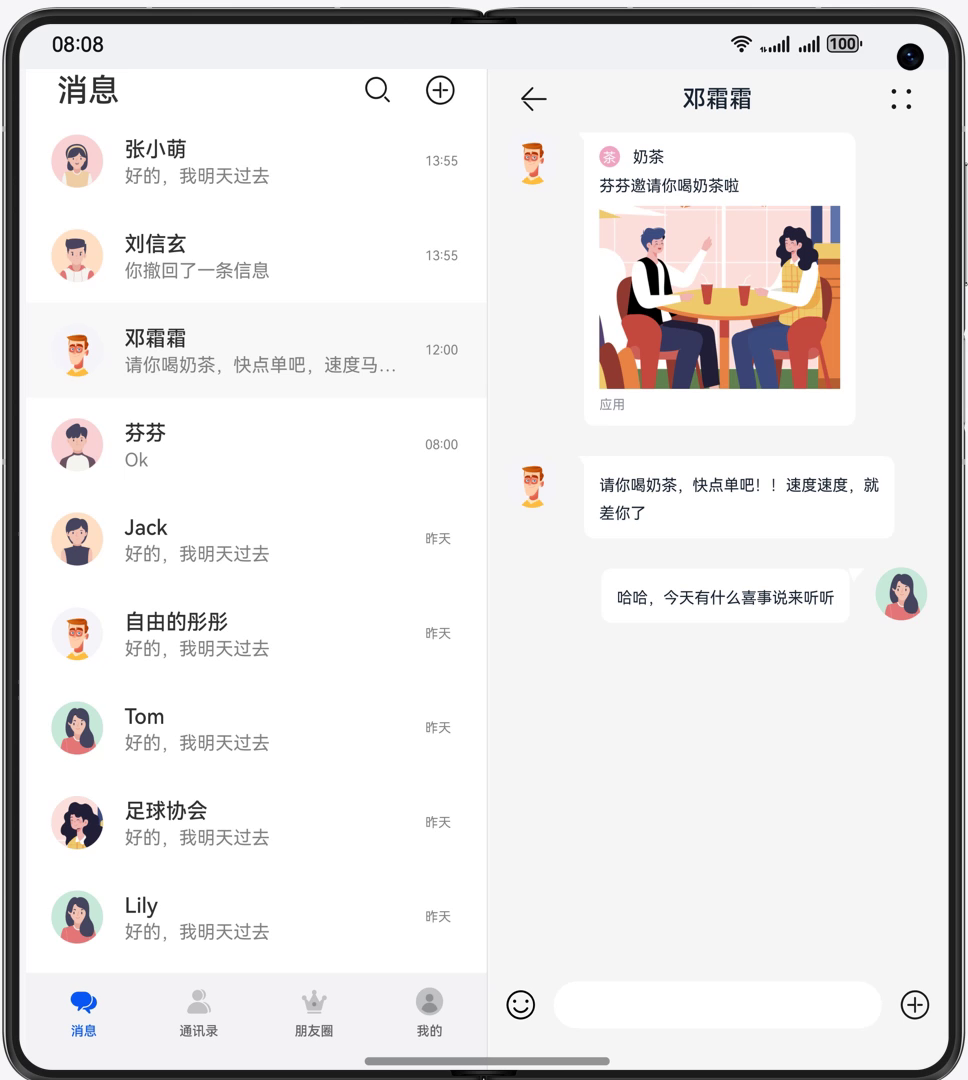 08:08
100
消息
张小萌
13:55
好的，我明天过去
刘信玄
13:55
你撤回了一条信息
邓霜霜
12:00
请你喝奶茶，快点单吧，速度马…
芬芬
08:00
Ok
Jack
昨天
好的，我明天过去
自由的彤彤
昨天
好的，我明天过去
Tom
昨天
好的，我明天过去
足球协会
昨天
好的，我明天过去
Lily
昨天
好的，我明天过去
消息
通讯录
朋友圈
我的
邓霜霜
茶 奶茶
芬芬邀请你喝奶茶啦
应用
请你喝奶茶，快点单吧！！速度速度，就
差你了
哈哈，今天有什么喜事说来听听